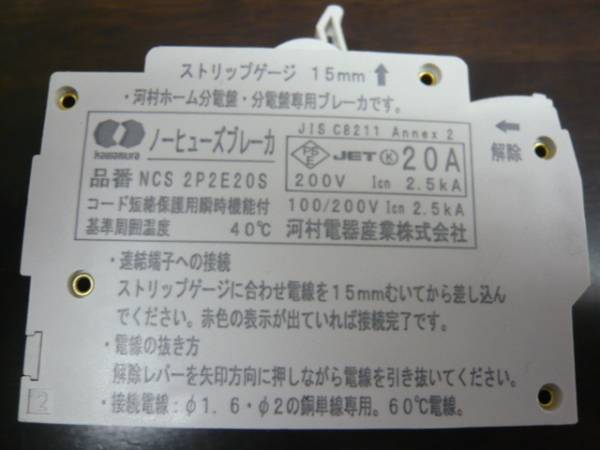 ストリップゲージ 15mm ↑
・河村ホーム分電盤・分電盤専用ブレーカです。
Kawamura ノーヒューズブレーカ
JIS C8211 Annex 2
PSE JET K 20A
← 解除
品番 NCS 2P2E20S
200V Icn 2.5kA
コード短絡保護用瞬時機能付
100/200V Icn 2.5kA
基準周囲温度 40℃
河村電器産業株式会社
・連結端子への接続
ストリップゲージに合わせ電線を15mmむいてから差し込ん
でください。赤色の表示が出ていれば接続完了です。
・電線の抜き方
解除レバーを矢印方向に押しながら電線を引き抜いてください。
・接続電線：φ1.6・φ2の銅単線専用。60℃電線。
2